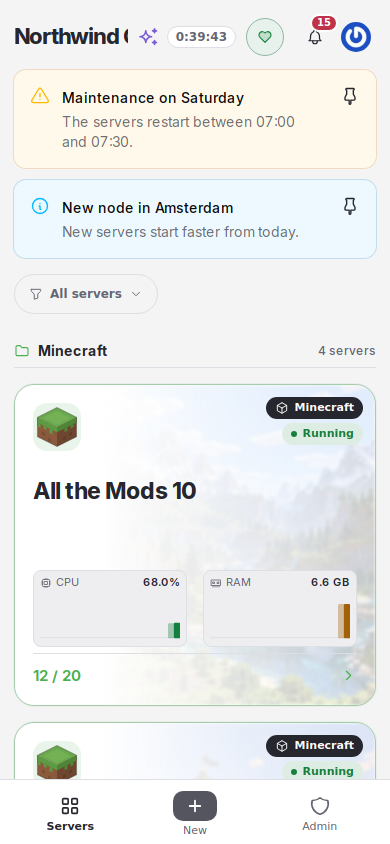 Northwind
0:39:43
15
Maintenance on Saturday
The servers restart between 07:00
and 07:30.
New node in Amsterdam
New servers start faster from today.
All servers
Minecraft
4 servers
Minecraft
Running
All the Mods 10
CPU
68.0%
RAM
6.6 GB
12 / 20
Minecraft
Running
Servers
New
Admin